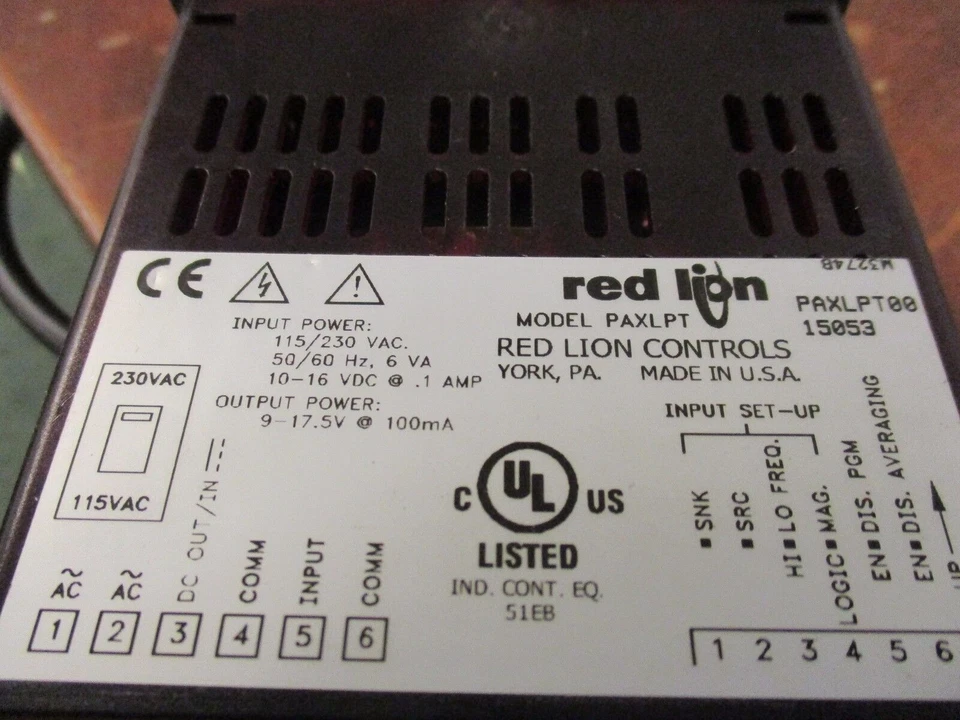 W3274B
CE
red lion
PAXLPT00
15053
MODEL PAXLPT
RED LION CONTROLS
YORK, PA. MADE IN U.S.A.
INPUT POWER:
115/230 VAC.
50/60 Hz, 6 VA
10-16 VDC @ .1 AMP
OUTPUT POWER:
9-17.5V @ 100mA
230VAC
115VAC
~ AC
~ AC
DC OUT/IN
COMM
INPUT
COMM
1 2 3 4 5 6
C UL US
LISTED
IND. CONT. EQ.
51EB
INPUT SET-UP
■ SNK
■ SRC
HI ■ LO FREQ.
LOGIC ■ MAG.
EN ■ DIS. PGM
EN ■ DIS. AVERAGING
UP
1 2 3 4 5 6